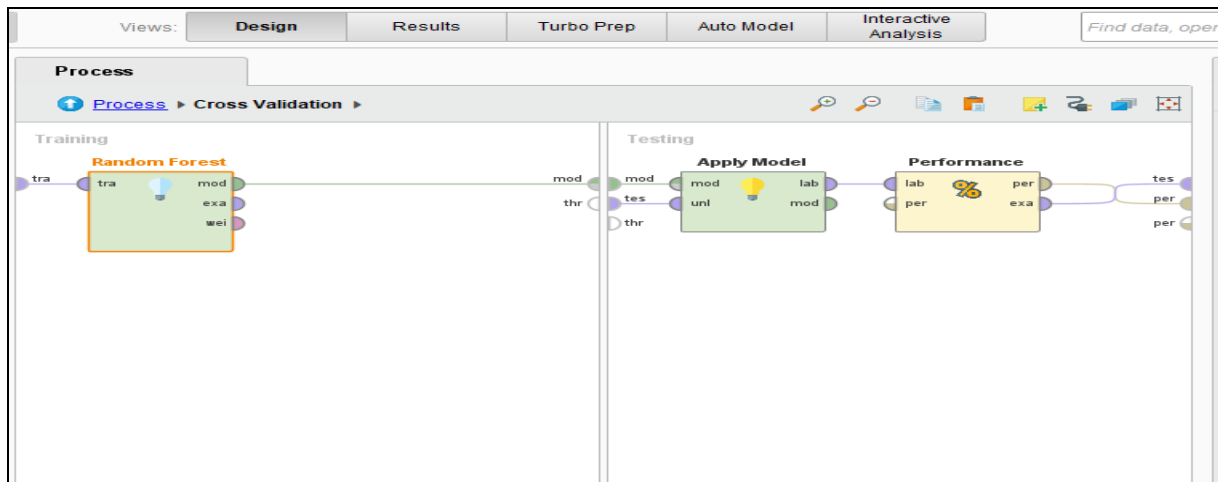 Views: Design Results Turbo Prep Auto Model Interactive Analysis Find data, oper
Process
Process Cross Validation
Training Testing
Random Forest Apply Model Performance
tra tra mod mod mod mod lab lab per tes
exa thr tes unl mod per exa per
wei thr per